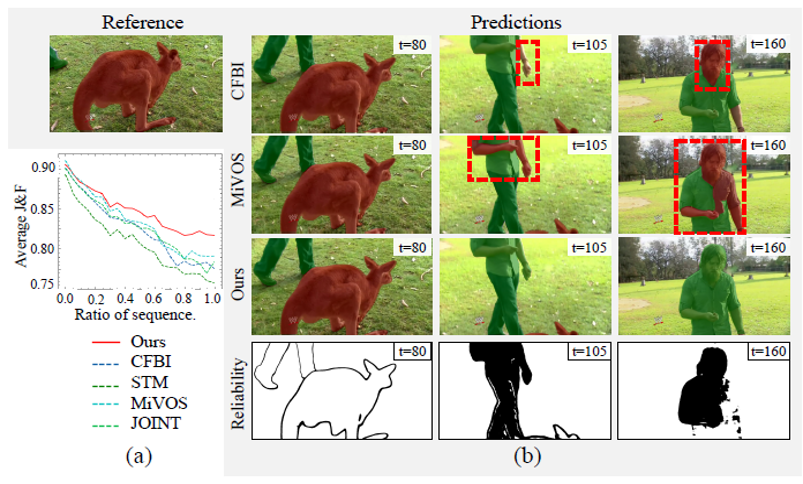 Reference
Predictions
CFBI
t=80
t=105
t=160
MiVOS
t=80
t=105
t=160
Ours
t=80
t=105
t=160
Reliability
t=80
t=105
t=160
Average J&F
0.90
0.85
0.80
0.75
0.0 0.2 0.4 0.6 0.8 1.0
Ratio of sequence.
Ours
CFBI
STM
MiVOS
JOINT
(a)
(b)